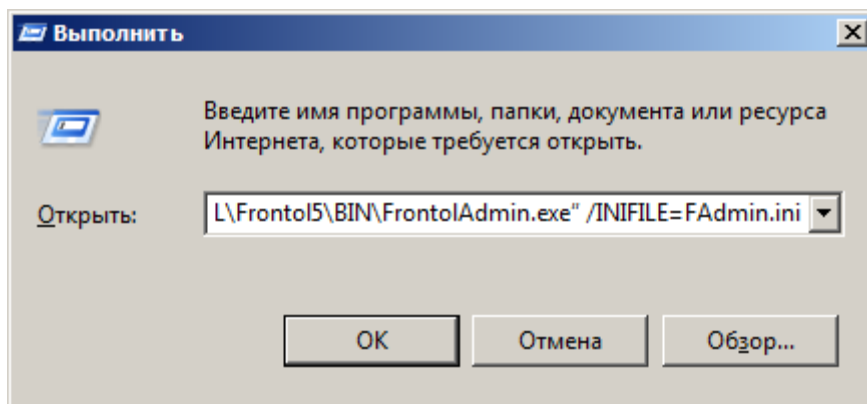 Выполнить
Введите имя программы, папки, документа или ресурса
Интернета, которые требуется открыть.
Открыть: L\Frontol5\BIN\FrontolAdmin.exe" /INIFILE=FAdmin.ini
ОК Отмена Обзор...